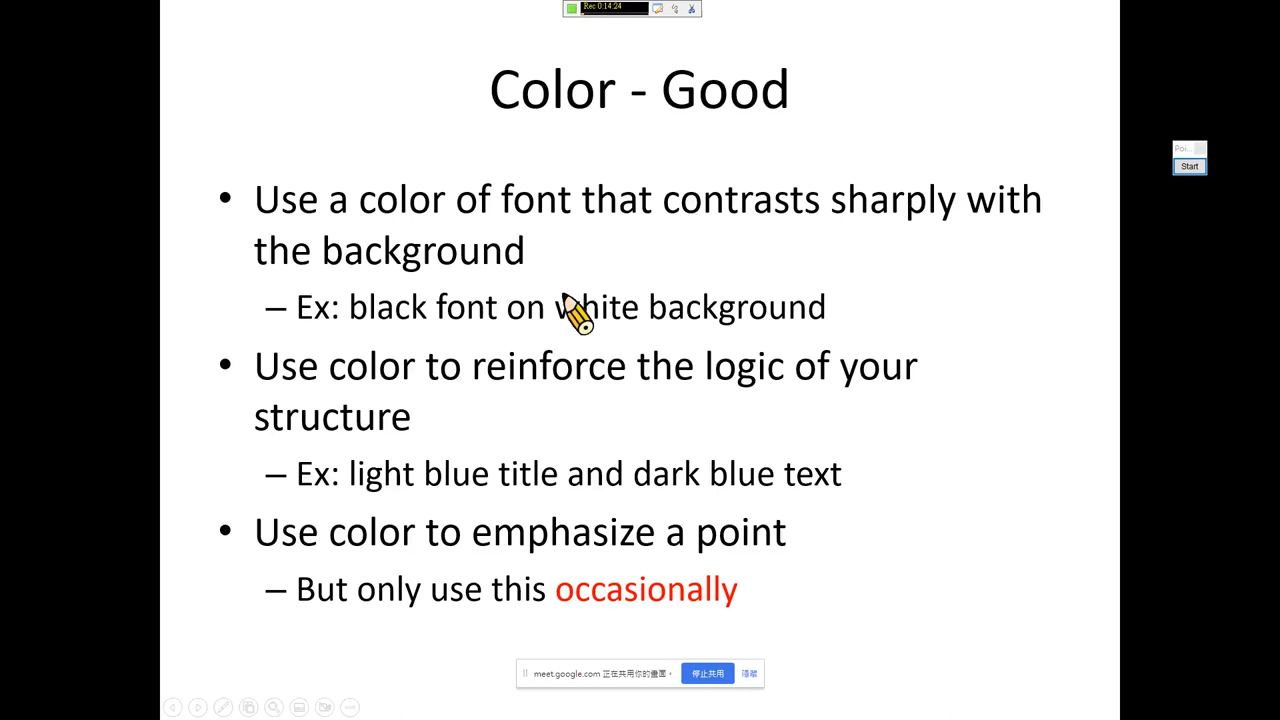 Rec 0:14:24
Color - Good
Poi...
Start
• Use a color of font that contrasts sharply with
the background
– Ex: black font on white background
• Use color to reinforce the logic of your
structure
– Ex: light blue title and dark blue text
• Use color to emphasize a point
– But only use this occasionally
meet.google.com 正在共用你的畫面。 停止共用 隱藏